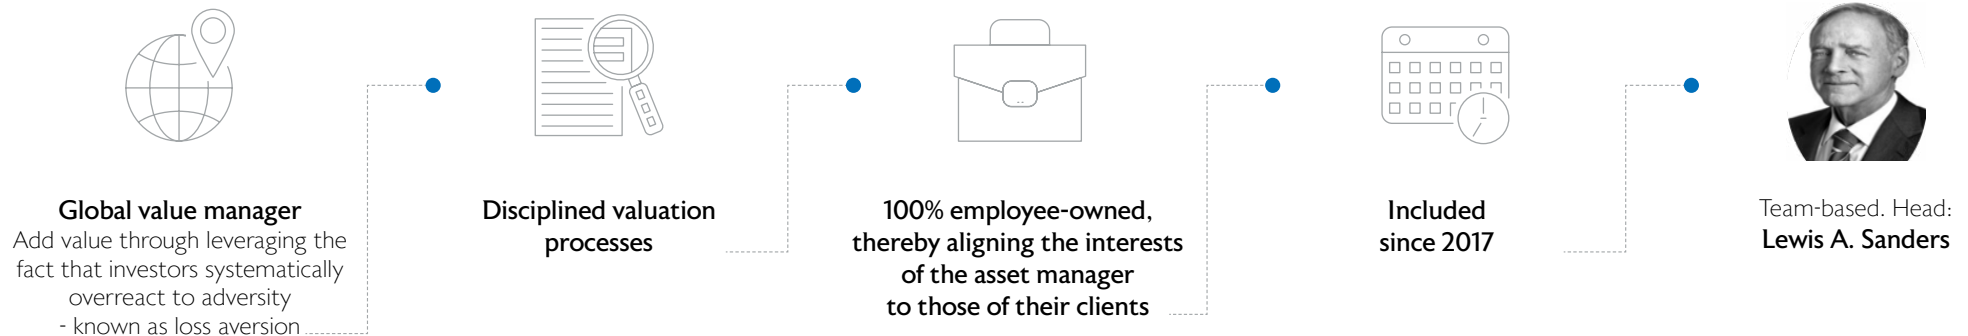 Global value manager
Add value through leveraging the
fact that investors systematically
overreact to adversity
- known as loss aversion
Disciplined valuation
processes
100% employee-owned,
thereby aligning the interests
of the asset manager
to those of their clients
Included
since 2017
Team-based. Head:
Lewis A. Sanders